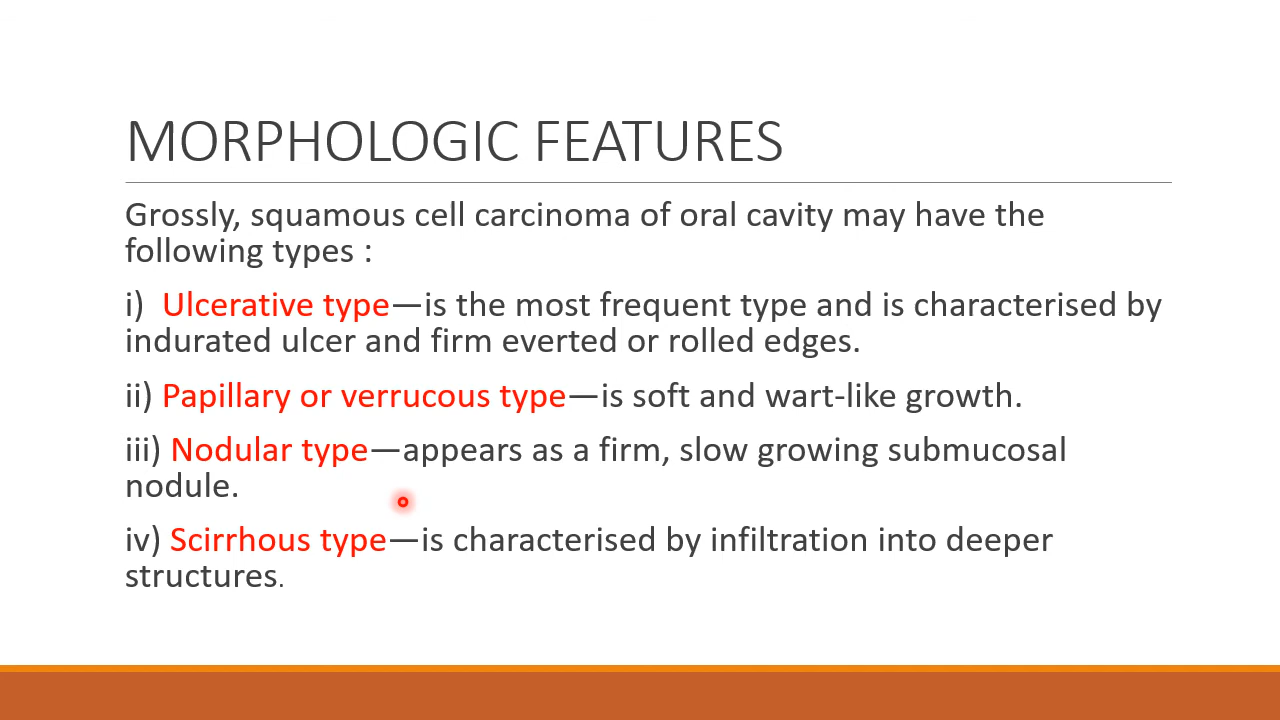 MORPHOLOGIC FEATURES
Grossly, squamous cell carcinoma of oral cavity may have the
following types :
i)  Ulcerative type—is the most frequent type and is characterised by
indurated ulcer and firm everted or rolled edges.
ii) Papillary or verrucous type—is soft and wart-like growth.
iii) Nodular type—appears as a firm, slow growing submucosal
nodule.
iv) Scirrhous type—is characterised by infiltration into deeper
structures.